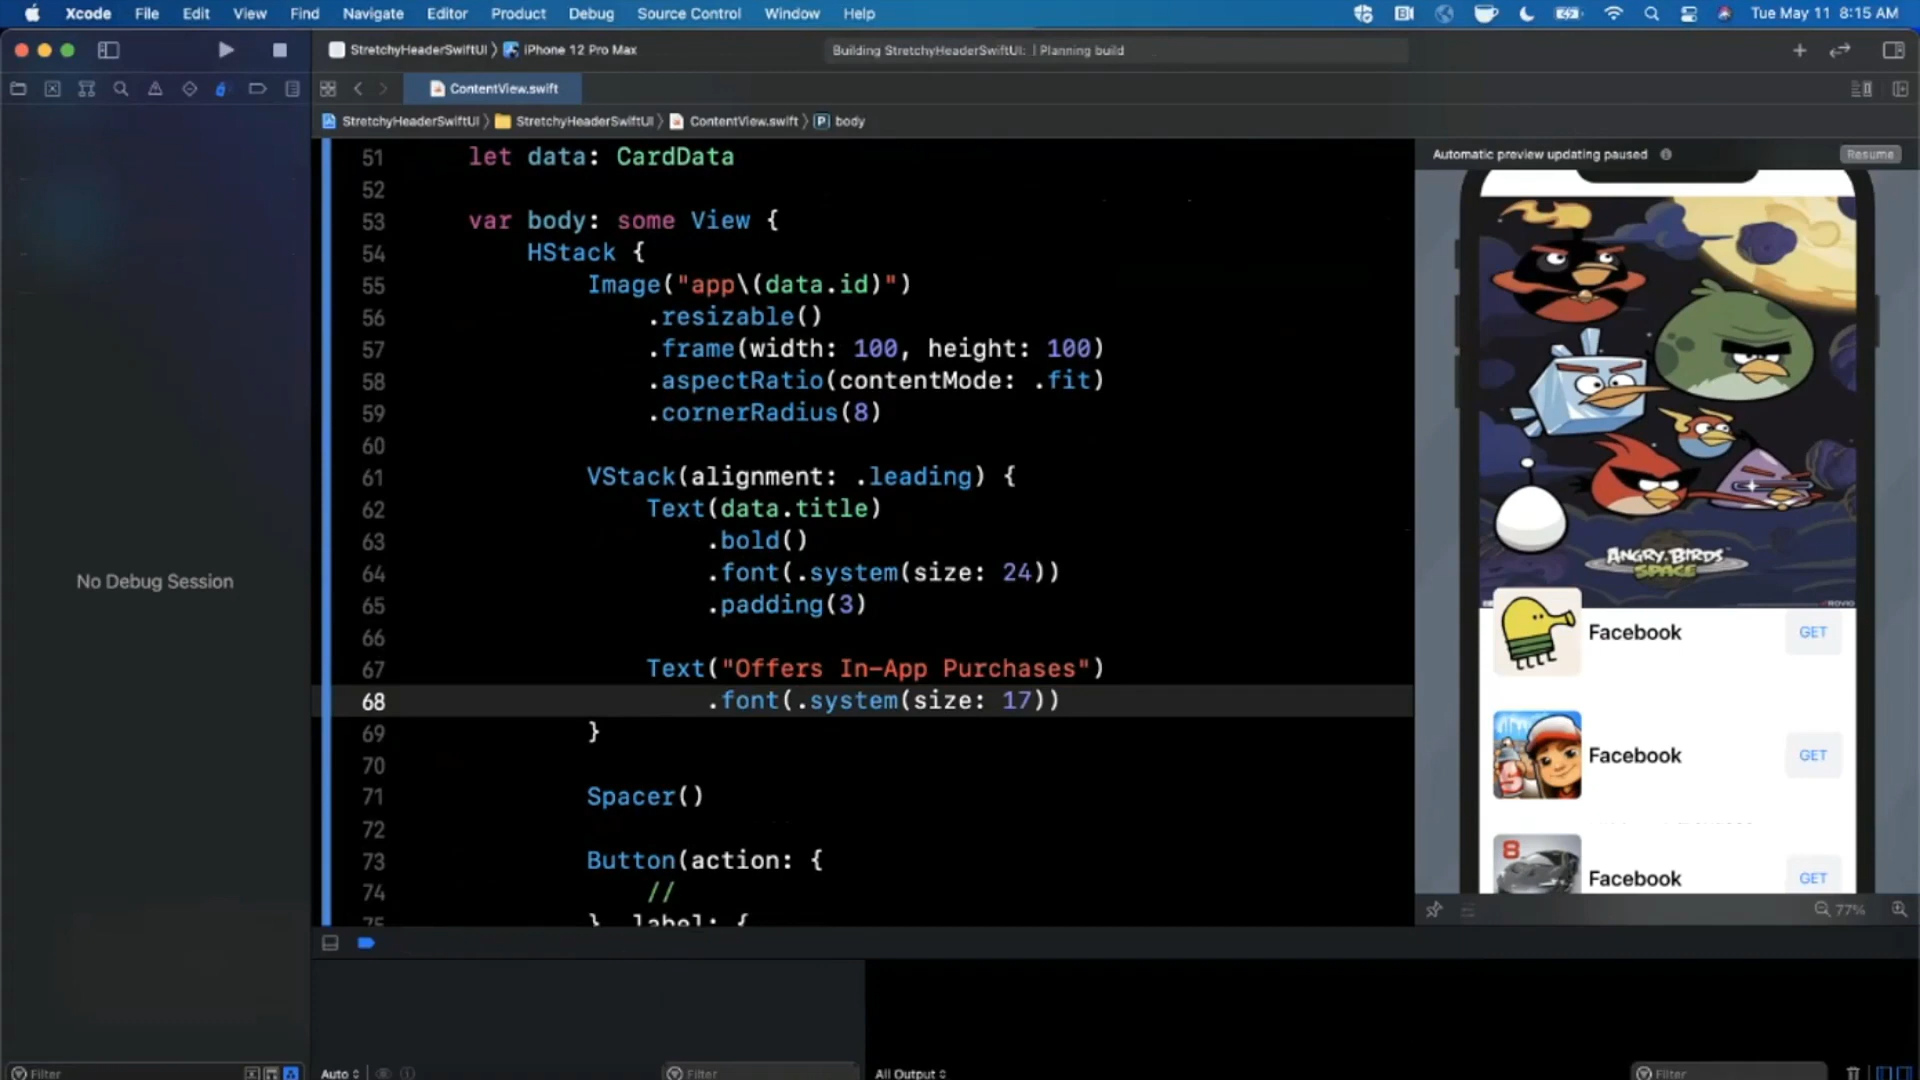 Xcode File Edit View Find Navigate Editor Product Debug Source Control Window Help Tue May 11 8:15 AM
StretchyHeaderSwiftUI 〉 iPhone 12 Pro Max Building StretchyHeaderSwiftUI: | Planning build
ContentView.swift
StretchyHeaderSwiftUI 〉 StretchyHeaderSwiftUI 〉 ContentView.swift 〉 P body
Automatic preview updating paused Resume
51 let data: CardData
52
53 var body: some View {
54 HStack {
55 Image("app\(data.id)")
56 .resizable()
57 .frame(width: 100, height: 100)
58 .aspectRatio(contentMode: .fit)
59 .cornerRadius(8)
60
61 VStack(alignment: .leading) {
62 Text(data.title)
63 .bold()
64 .font(.system(size: 24))
65 .padding(3)
66
67 Text("Offers In-App Purchases")
68 .font(.system(size: 17))
69 }
70
71 Spacer()
72
73 Button(action: {
74 //
75 }, label: {
No Debug Session
ANGRY BIRDS
SPACE
ROVIO
Facebook GET
Facebook GET
8
Facebook GET
77%
Filter
Auto
Filter
All Output
Filter